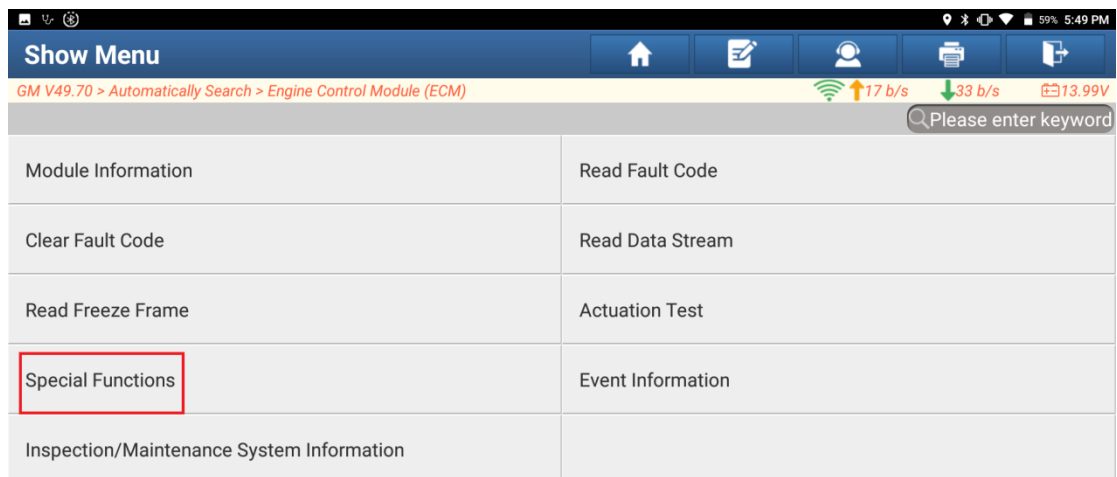 59% 5:49 PM
Show Menu
GM V49.70 > Automatically Search > Engine Control Module (ECM)
17 b/s 33 b/s 13.99V
Please enter keyword
Module Information
Read Fault Code
Clear Fault Code
Read Data Stream
Read Freeze Frame
Actuation Test
Special Functions
Event Information
Inspection/Maintenance System Information